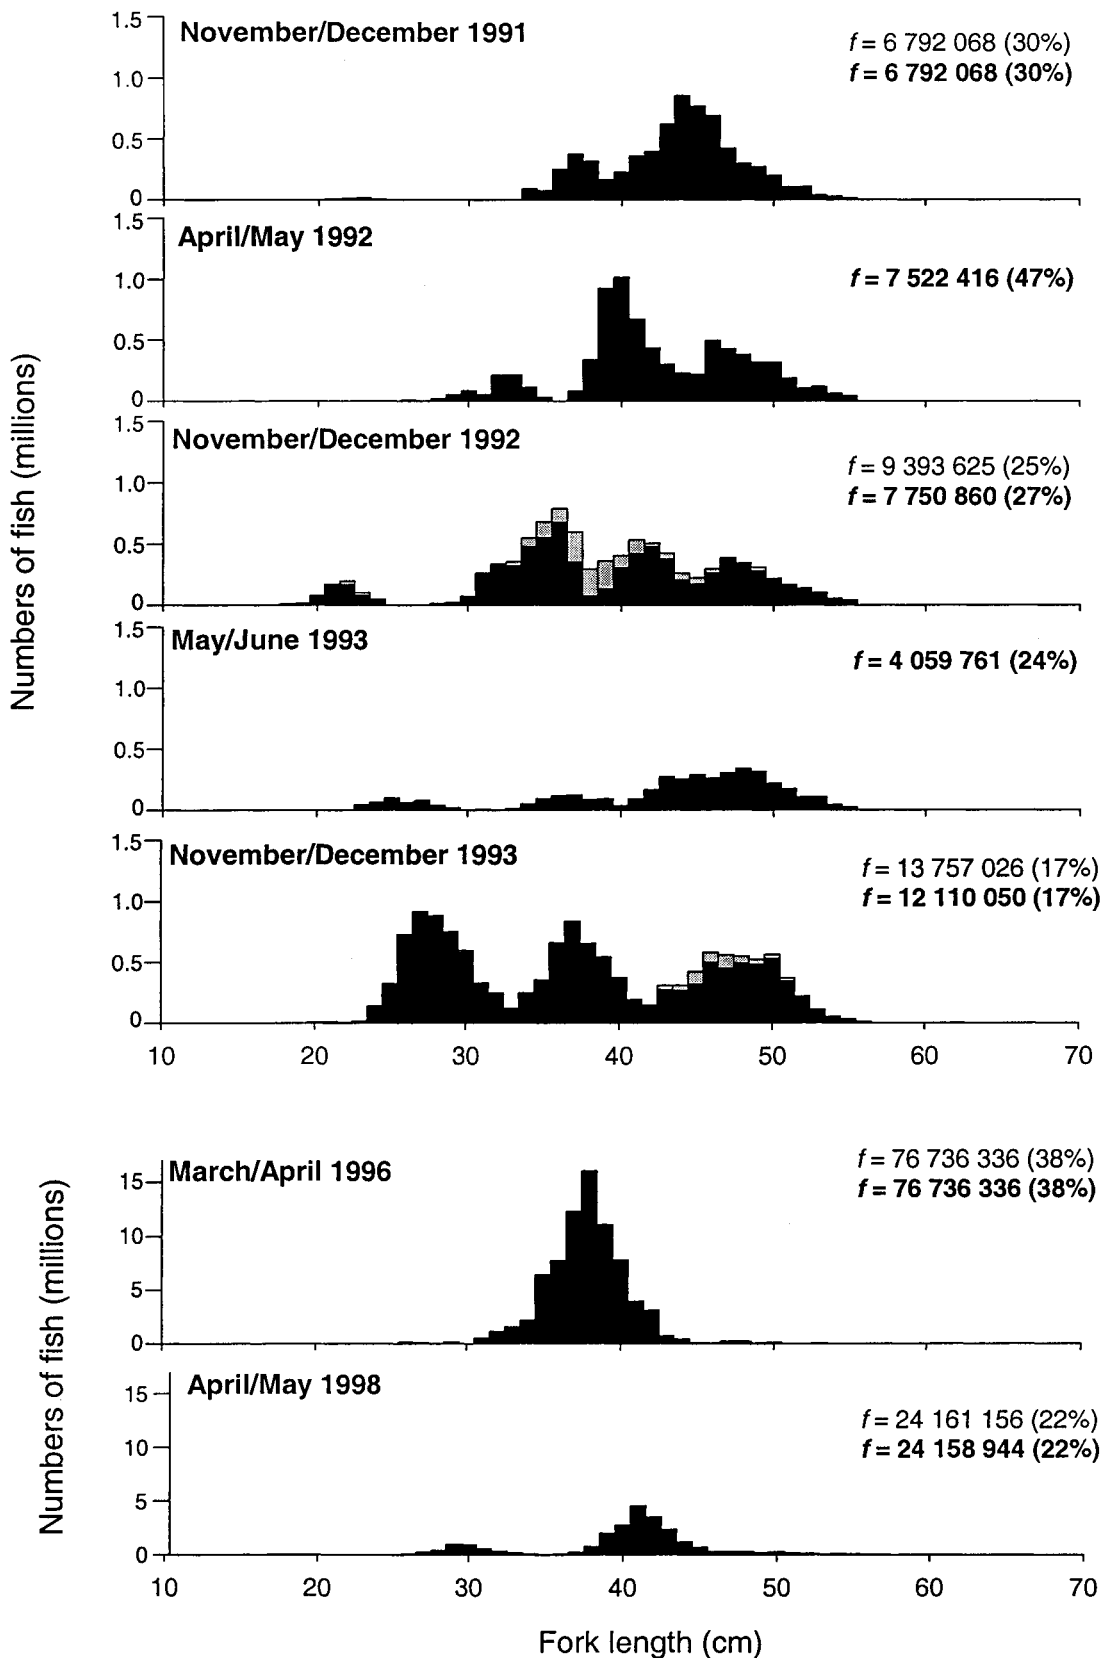 Numbers of fish (millions)
1.5
1.0
0.5
0
November/December 1991
f = 6 792 068 (30%)
f = 6 792 068 (30%)
1.5
1.0
0.5
0
April/May 1992
f = 7 522 416 (47%)
1.5
1.0
0.5
0
November/December 1992
f = 9 393 625 (25%)
f = 7 750 860 (27%)
1.5
1.0
0.5
0
May/June 1993
f = 4 059 761 (24%)
1.5
1.0
0.5
0
November/December 1993
f = 13 757 026 (17%)
f = 12 110 050 (17%)
10 20 30 40 50 60 70
Numbers of fish (millions)
15
10
5
0
March/April 1996
f = 76 736 336 (38%)
f = 76 736 336 (38%)
15
10
5
0
April/May 1998
f = 24 161 156 (22%)
f = 24 158 944 (22%)
10 20 30 40 50 60 70
Fork length (cm)